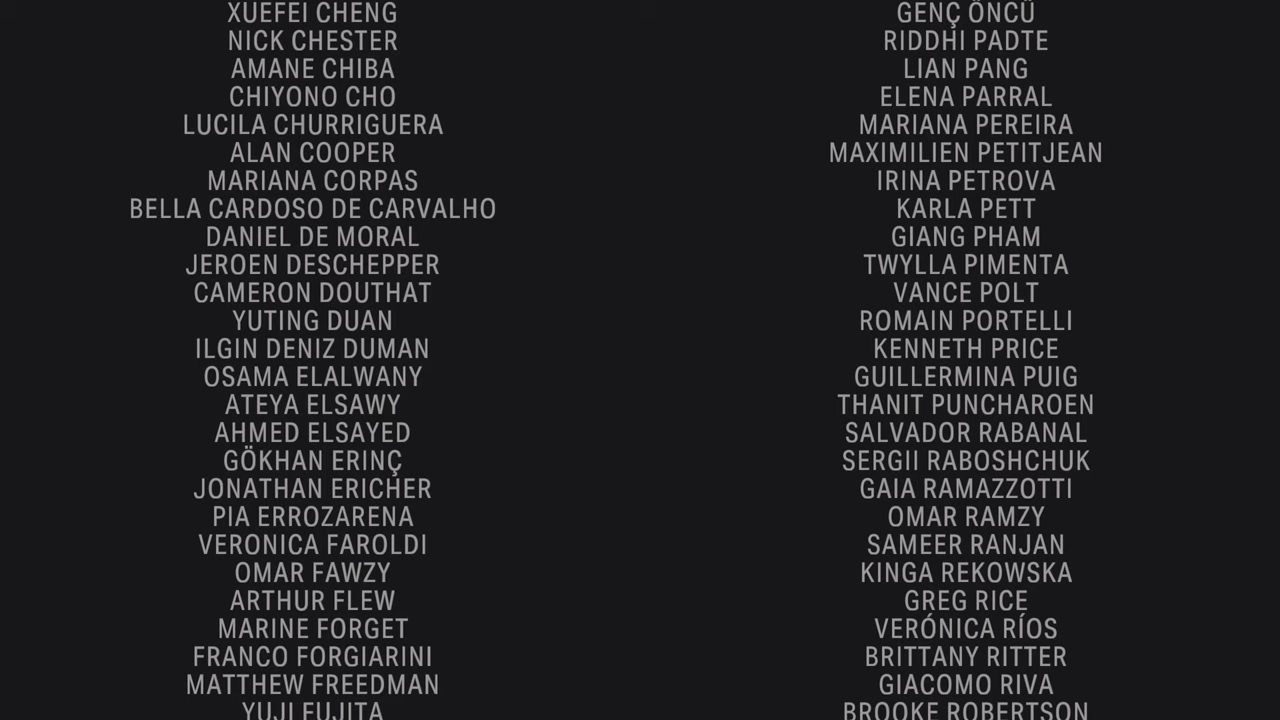 XUEFEI CHENG
NICK CHESTER
AMANE CHIBA
CHIYONO CHO
LUCILA CHURRIGUERA
ALAN COOPER
MARIANA CORPAS
BELLA CARDOSO DE CARVALHO
DANIEL DE MORAL
JEROEN DESCHEPPER
CAMERON DOUTHAT
YUTING DUAN
ILGIN DENIZ DUMAN
OSAMA ELALWANY
ATEYA ELSAWY
AHMED ELSAYED
GÖKHAN ERINÇ
JONATHAN ERICHER
PIA ERROZARENA
VERONICA FAROLDI
OMAR FAWZY
ARTHUR FLEW
MARINE FORGET
FRANCO FORGIARINI
MATTHEW FREEDMAN
YUJI FUJITA
GENÇ ÖNCÜ
RIDDHI PADTE
LIAN PANG
ELENA PARRAL
MARIANA PEREIRA
MAXIMILIEN PETITJEAN
IRINA PETROVA
KARLA PETT
GIANG PHAM
TWYLLA PIMENTA
VANCE POLT
ROMAIN PORTELLI
KENNETH PRICE
GUILLERMINA PUIG
THANIT PUNCHAROEN
SALVADOR RABANAL
SERGII RABOSHCHUK
GAIA RAMAZZOTTI
OMAR RAMZY
SAMEER RANJAN
KINGA REKOWSKA
GREG RICE
VERÓNICA RÍOS
BRITTANY RITTER
GIACOMO RIVA
BROOKE ROBERTSON